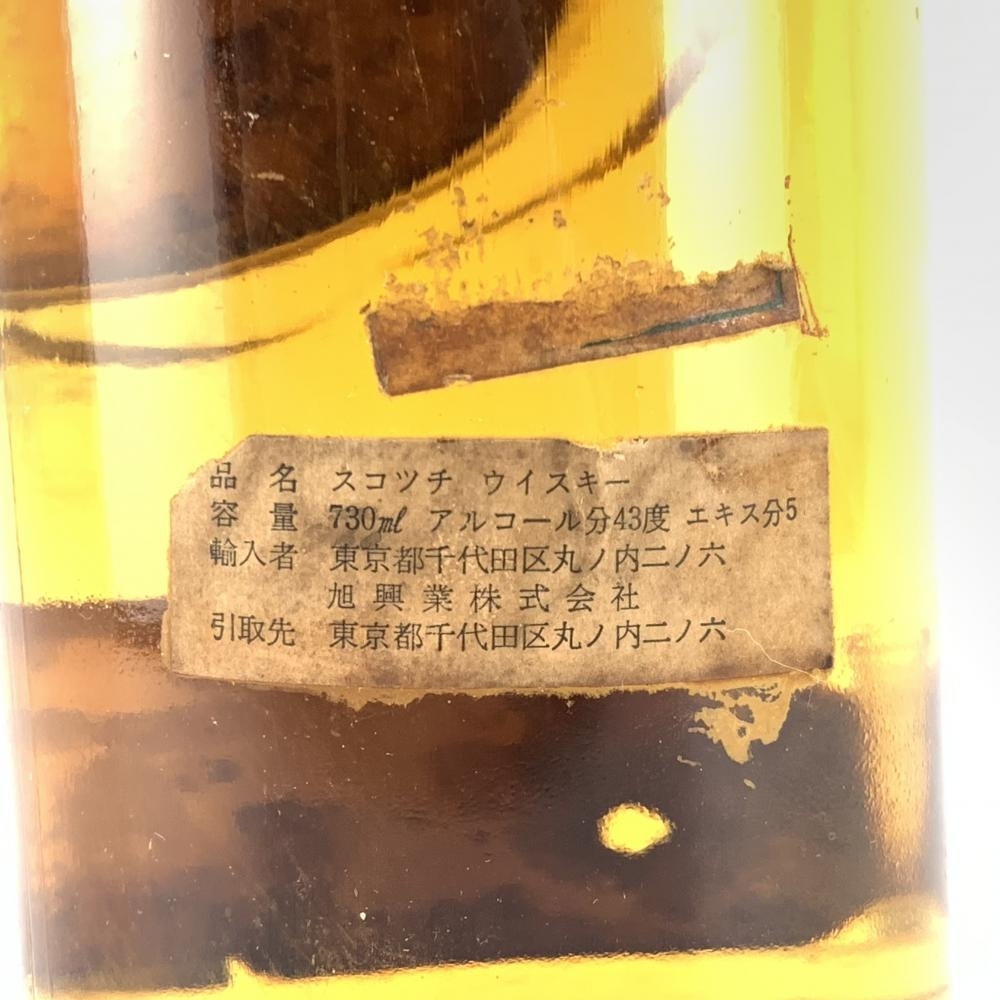 品 名 スコツチ ウイスキー
容 量 730ml アルコール分43度 エキス分5
輸入者 東京都千代田区丸ノ内二ノ六
旭興業株式会社
引取先 東京都千代田区丸ノ内二ノ六